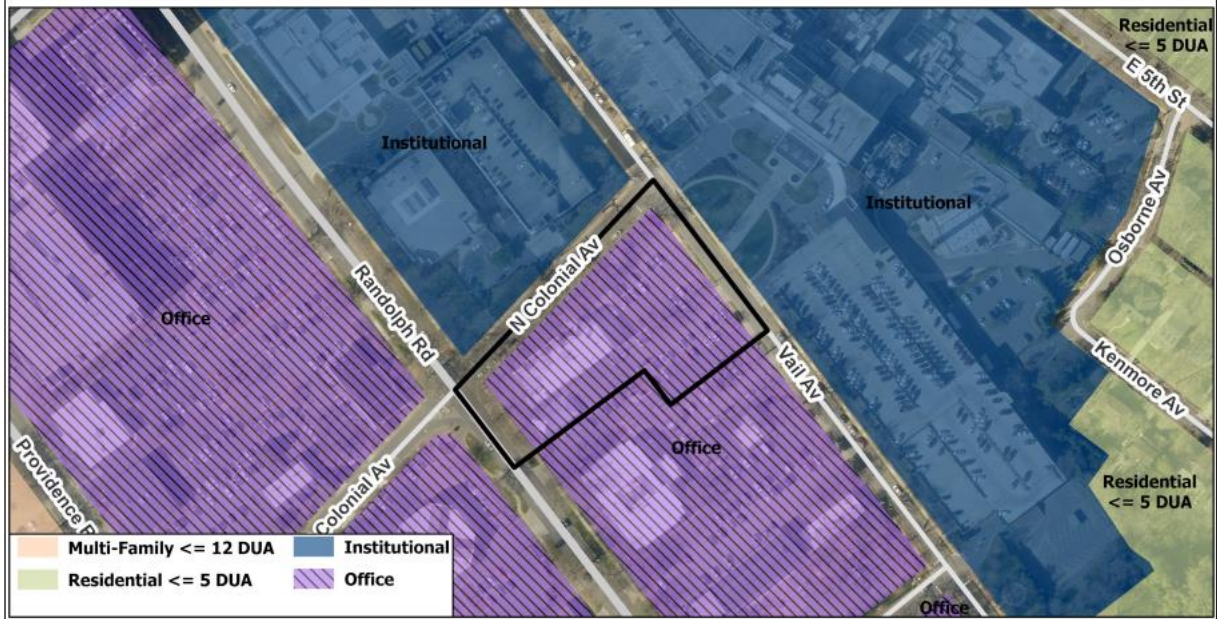 Residential
<= 5 DUA
E 5th St
Institutional
Institutional
Osborne Av
N Colonial Av
Randolph Rd
Office
Vail Av
Kenmore Av
Office
Providence
Colonial Av
Residential
<= 5 DUA
Multi-Family <= 12 DUA
Institutional
Residential <= 5 DUA
Office
Office